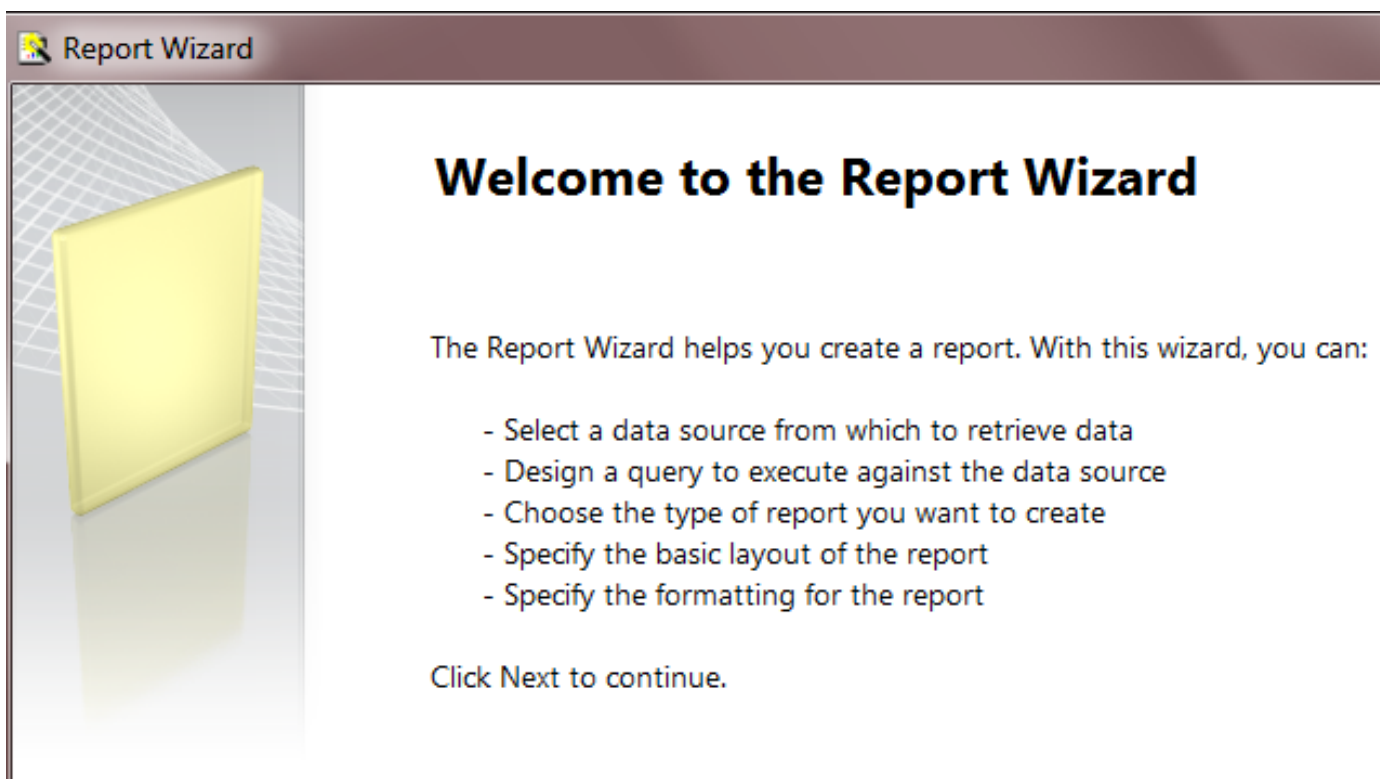 Report Wizard
Welcome to the Report Wizard
The Report Wizard helps you create a report. With this wizard, you can:
- Select a data source from which to retrieve data
- Design a query to execute against the data source
- Choose the type of report you want to create
- Specify the basic layout of the report
- Specify the formatting for the report
Click Next to continue.